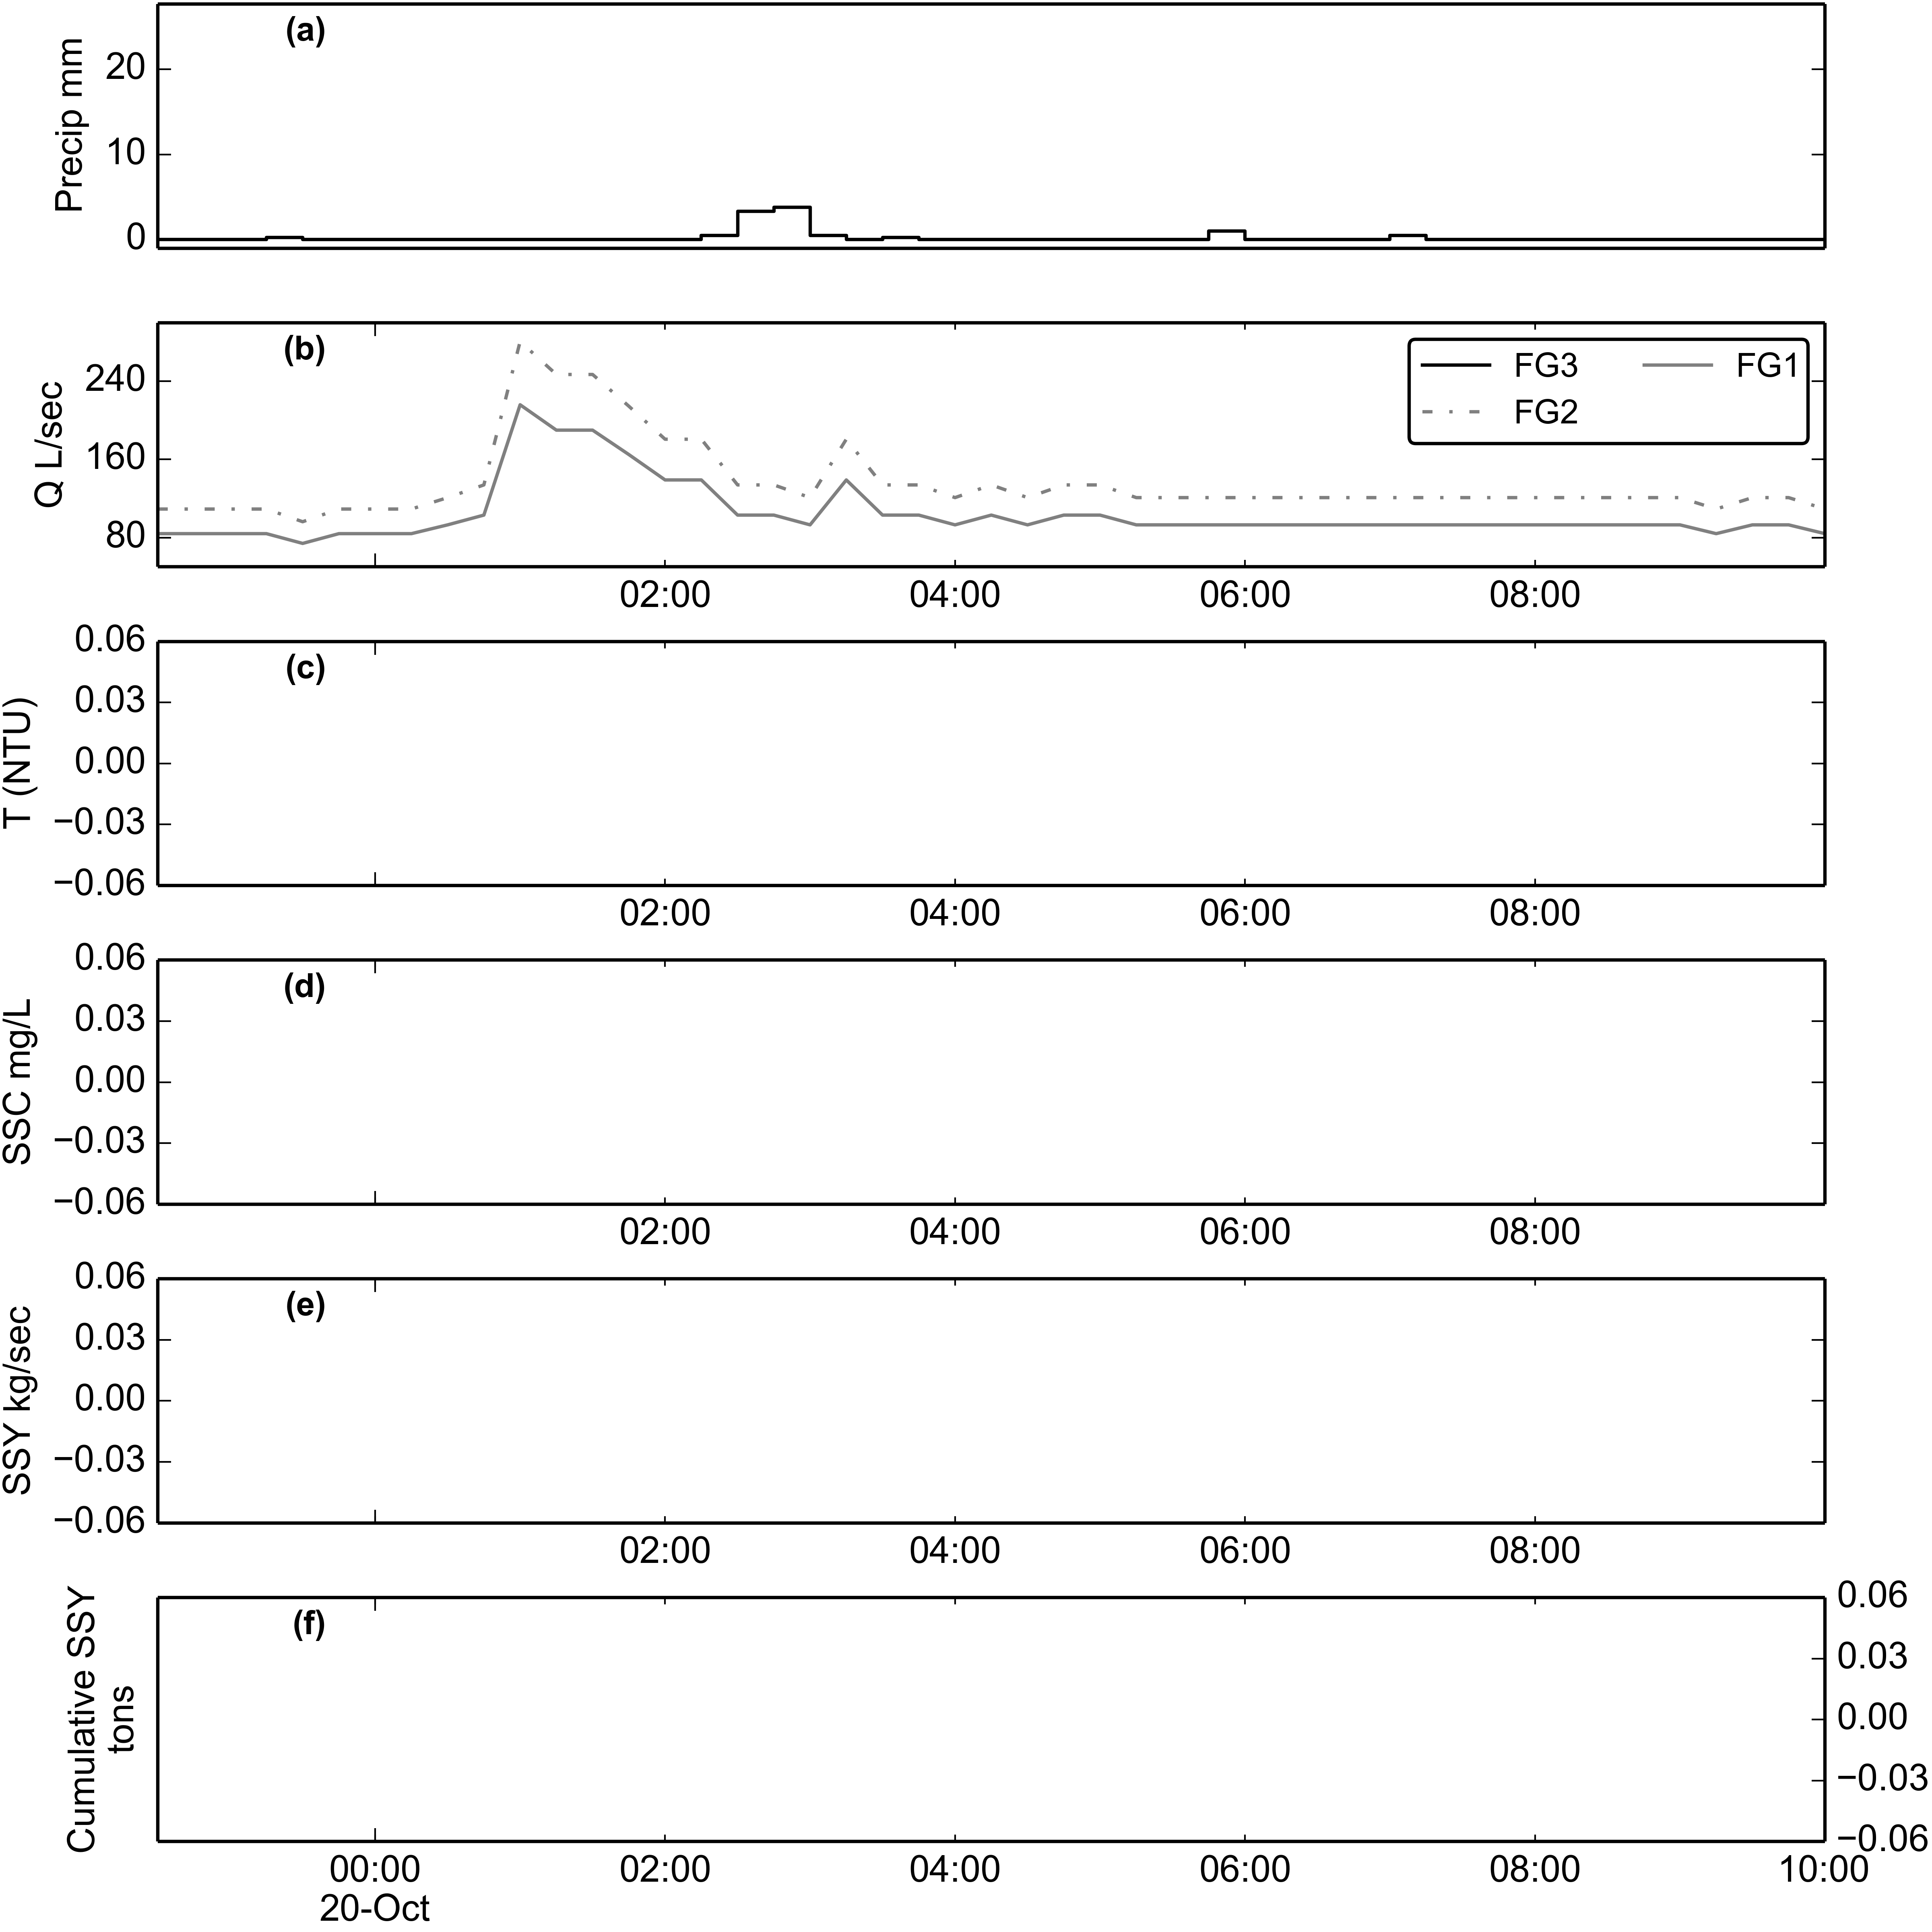 (a)
Precip mm
20
10
0
(b)
Q L/sec
240
160
80
FG3
FG1
FG2
02:00 04:00 06:00 08:00
(c)
T (NTU)
0.06
0.03
0.00
−0.03
−0.06
02:00 04:00 06:00 08:00
(d)
SSC mg/L
0.06
0.03
0.00
−0.03
−0.06
02:00 04:00 06:00 08:00
(e)
SSY kg/sec
0.06
0.03
0.00
−0.03
−0.06
02:00 04:00 06:00 08:00
(f)
Cumulative SSY
tons
0.06
0.03
0.00
−0.03
−0.06
00:00 02:00 04:00 06:00 08:00 10:00
20-Oct